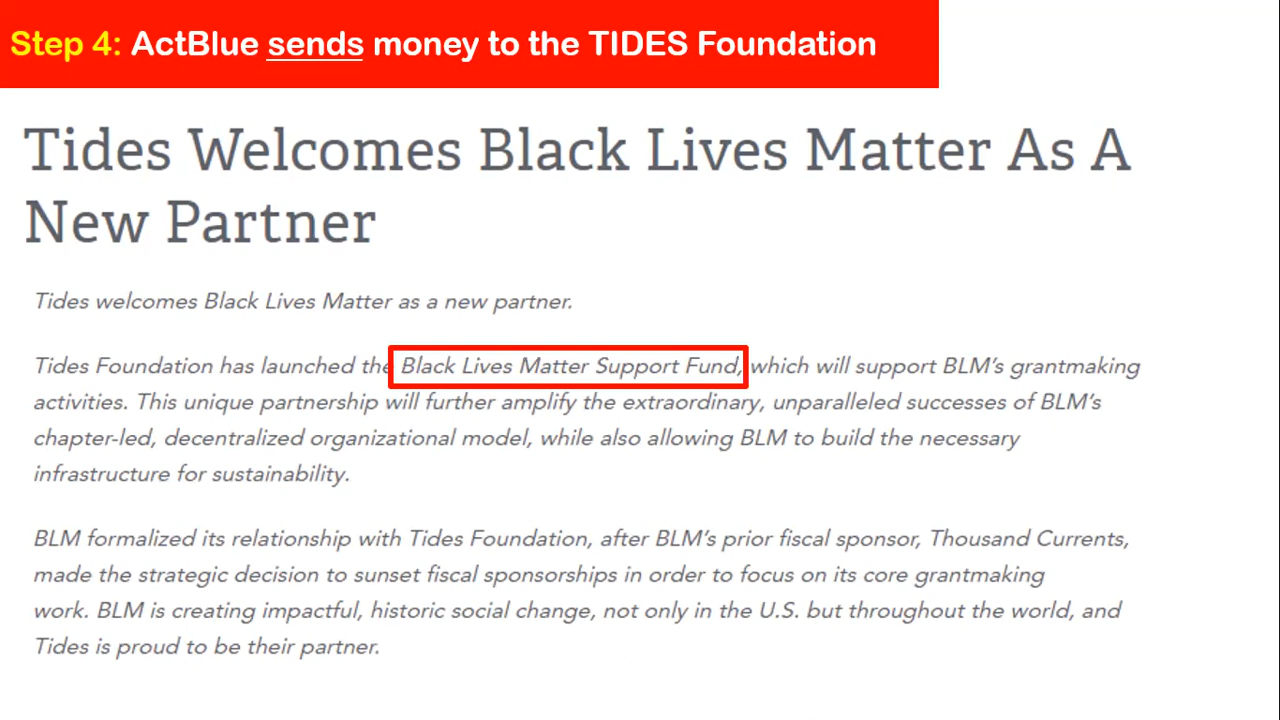 Step 4: ActBlue sends money to the TIDES Foundation
Tides Welcomes Black Lives Matter As A
New Partner
Tides welcomes Black Lives Matter as a new partner.
Tides Foundation has launched the Black Lives Matter Support Fund, which will support BLM’s grantmaking
activities. This unique partnership will further amplify the extraordinary, unparalleled successes of BLM’s
chapter-led, decentralized organizational model, while also allowing BLM to build the necessary
infrastructure for sustainability.
BLM formalized its relationship with Tides Foundation, after BLM’s prior fiscal sponsor, Thousand Currents,
made the strategic decision to sunset fiscal sponsorships in order to focus on its core grantmaking
work. BLM is creating impactful, historic social change, not only in the U.S. but throughout the world, and
Tides is proud to be their partner.